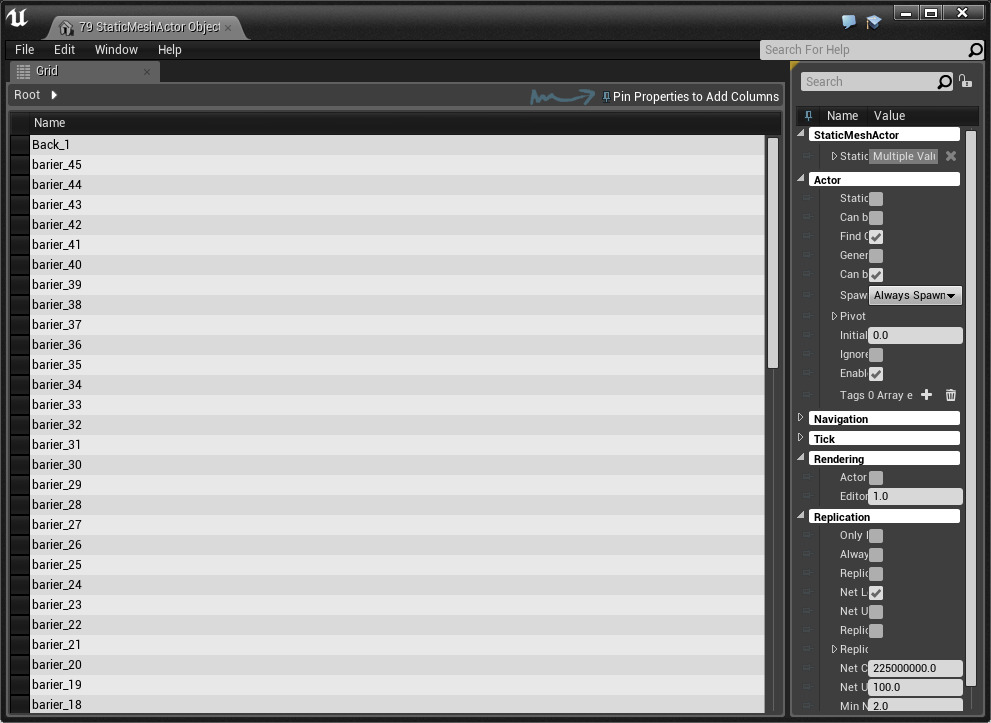 79 StaticMeshActor Object
File Edit Window Help
Search For Help
Grid
Root
Pin Properties to Add Columns
Name
Back_1
barier_45
barier_44
barier_43
barier_42
barier_41
barier_40
barier_39
barier_38
barier_37
barier_36
barier_35
barier_34
barier_33
barier_32
barier_31
barier_30
barier_29
barier_28
barier_27
barier_26
barier_25
barier_24
barier_23
barier_22
barier_21
barier_20
barier_19
barier_18
Search
Name Value
StaticMeshActor
Static Multiple Valu
Actor
Static
Can b
Find C
Gener
Can b
Spaw Always Spawn
Pivot
Initial 0.0
Ignore
Enabl
Tags 0 Array e
Navigation
Tick
Rendering
Actor
Editor 1.0
Replication
Only
Alway
Replic
Net L
Net U
Replic
Replic
Net C 225000000.0
Net U 100.0
Min N 2.0